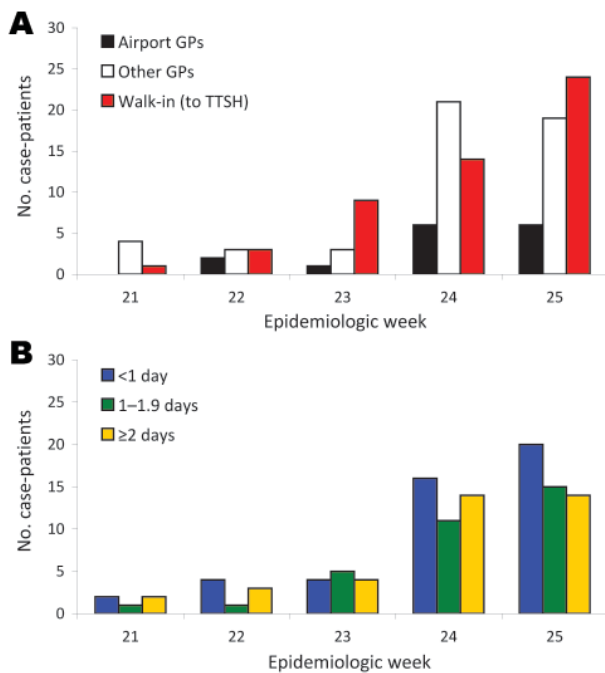 A
30
25
20
15
10
5
0
No. case-patients
Airport GPs
Other GPs
Walk-in (to TTSH)
21 22 23 24 25
Epidemiologic week
B
30
25
20
15
10
5
0
No. case-patients
<1 day
1–1.9 days
≥2 days
21 22 23 24 25
Epidemiologic week